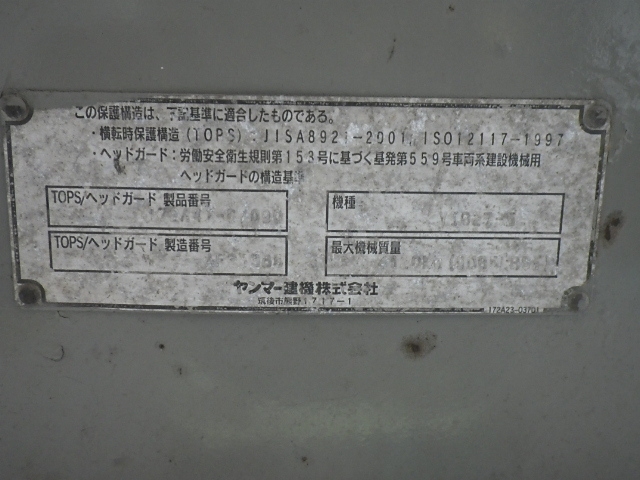 この保護構造は、下記基準に適合したものである。
・横転時保護構造(TOPS):JISA8921-2001,ISO12117-1997
・ヘッドガード:労働安全衛生規則第153号に基づく基発第559号車両系建設機械用
ヘッドガードの構造基準
TOPS/ヘッドガード 製品番号
機種
TOPS/ヘッドガード 製造番号
最大機械質量
ヤンマー建機株式会社
筑後市熊野1717-1
172A23-03701